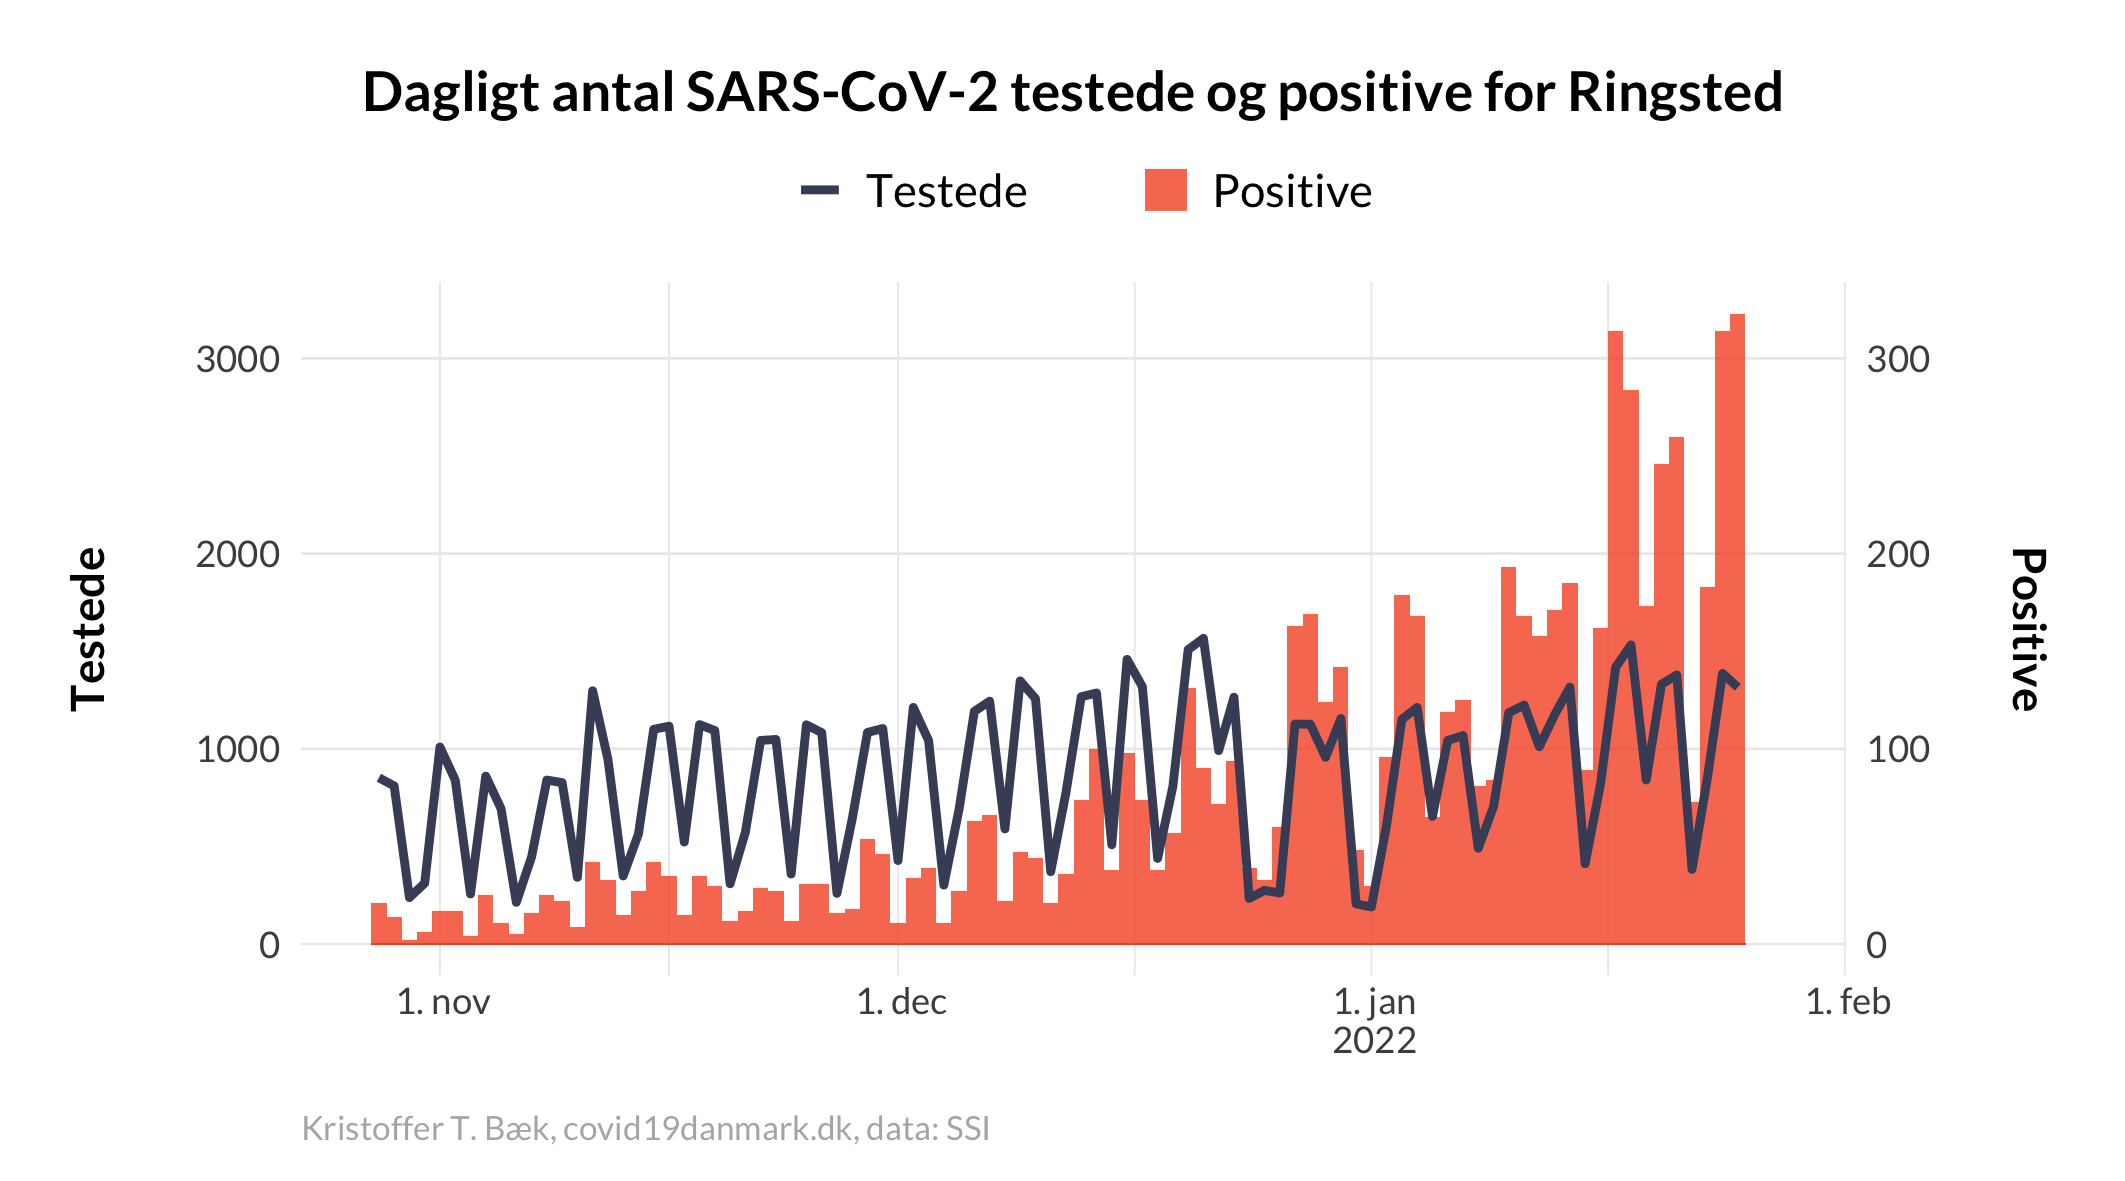 Dagligt antal SARS-CoV-2 testede og positive for Ringsted
Testede
Positive
3000
2000
1000
0
Testede
300
200
100
0
Positive
1. nov
1. dec
1. jan
2022
1. feb
Kristoffer T. Bæk, covid19danmark.dk, data: SSI